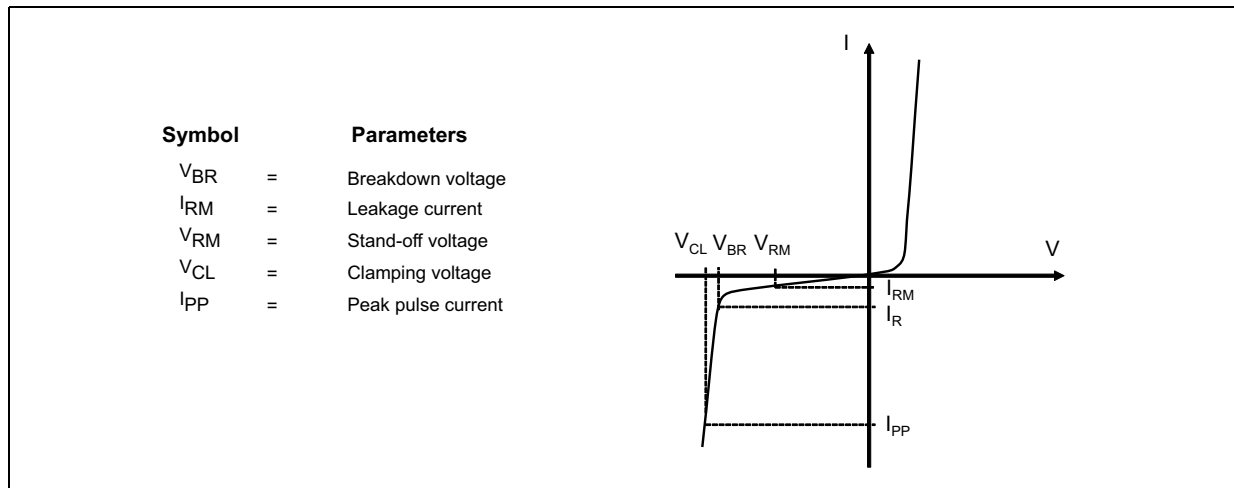 Symbol Parameters
VBR = Breakdown voltage
IRM = Leakage current
VRM = Stand-off voltage
VCL = Clamping voltage
IPP = Peak pulse current
I
VCL VBR VRM
V
IRM
IR
IPP